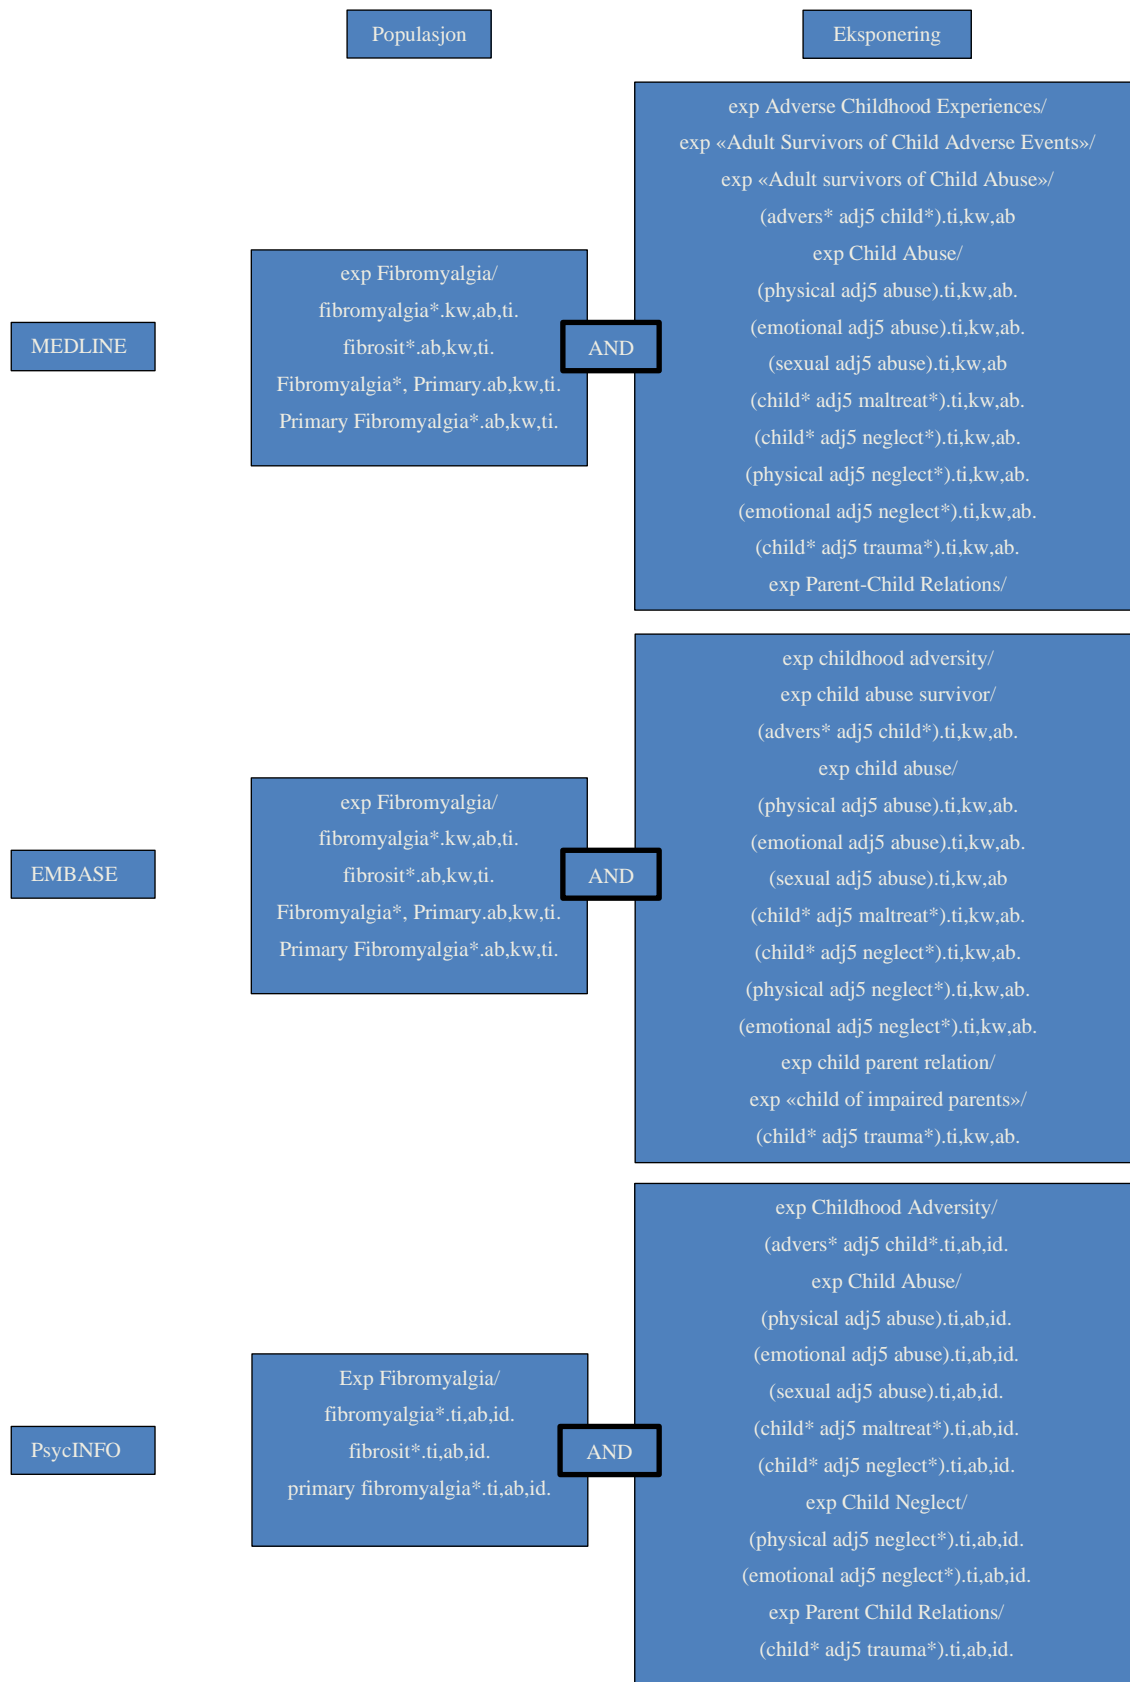 Populasjon
Eksponering
MEDLINE
exp Fibromyalgia/
fibromyalgia*.kw,ab,ti.
fibrosit*.ab,kw,ti.
Fibromyalgia*, Primary.ab,kw,ti.
Primary Fibromyalgia*.ab,kw,ti.
AND
exp Adverse Childhood Experiences/
exp «Adult Survivors of Child Adverse Events»/
exp «Adult survivors of Child Abuse»/
(advers* adj5 child*).ti,kw,ab
exp Child Abuse/
(physical adj5 abuse).ti,kw,ab.
(emotional adj5 abuse).ti,kw,ab.
(sexual adj5 abuse).ti,kw,ab
(child* adj5 maltreat*).ti,kw,ab.
(child* adj5 neglect*).ti,kw,ab.
(physical adj5 neglect*).ti,kw,ab.
(emotional adj5 neglect*).ti,kw,ab.
(child* adj5 trauma*).ti,kw,ab.
exp Parent-Child Relations/
EMBASE
exp Fibromyalgia/
fibromyalgia*.kw,ab,ti.
fibrosit*.ab,kw,ti.
Fibromyalgia*, Primary.ab,kw,ti.
Primary Fibromyalgia*.ab,kw,ti.
AND
exp childhood adversity/
exp child abuse survivor/
(advers* adj5 child*).ti,kw,ab.
exp child abuse/
(physical adj5 abuse).ti,kw,ab.
(emotional adj5 abuse).ti,kw,ab.
(sexual adj5 abuse).ti,kw,ab
(child* adj5 maltreat*).ti,kw,ab.
(child* adj5 neglect*).ti,kw,ab.
(physical adj5 neglect*).ti,kw,ab.
(emotional adj5 neglect*).ti,kw,ab.
exp child parent relation/
exp «child of impaired parents»/
(child* adj5 trauma*).ti,kw,ab.
PsycINFO
Exp Fibromyalgia/
fibromyalgia*.ti,ab,id.
fibrosit*.ti,ab,id.
primary fibromyalgia*.ti,ab,id.
AND
exp Childhood Adversity/
(advers* adj5 child*.ti,ab,id.
exp Child Abuse/
(physical adj5 abuse).ti,ab,id.
(emotional adj5 abuse).ti,ab,id.
(sexual adj5 abuse).ti,ab,id.
(child* adj5 maltreat*).ti,ab,id.
(child* adj5 neglect*).ti,ab,id.
exp Child Neglect/
(physical adj5 neglect*).ti,ab,id.
(emotional adj5 neglect*).ti,ab,id.
exp Parent Child Relations/
(child* adj5 trauma*).ti,ab,id.